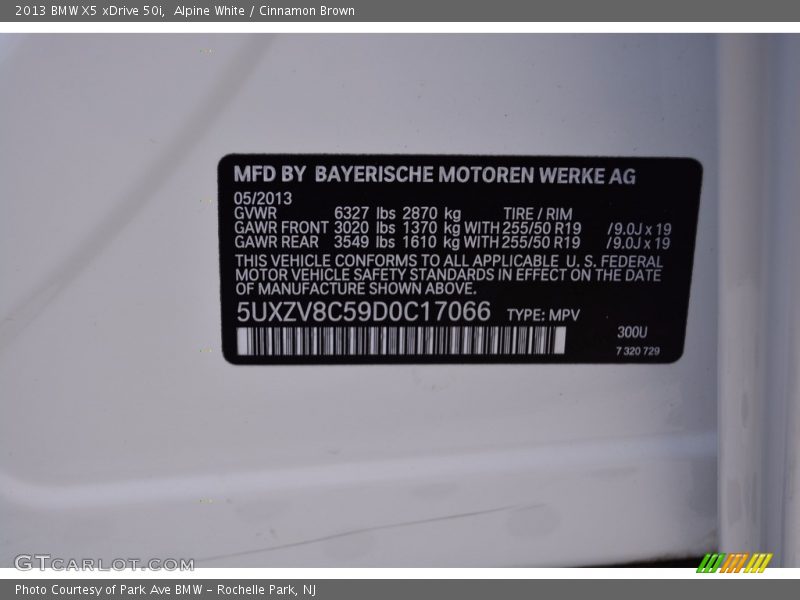 2013 BMW X5 xDrive 50i,  Alpine White / Cinnamon Brown
MFD BY BAYERISCHE MOTOREN WERKE AG
05/2013
GVWR 6327 lbs 2870 kg TIRE / RIM
GAWR FRONT 3020 lbs 1370 kg WITH 255/50 R19 /9.0J x 19
GAWR REAR 3549 lbs 1610 kg WITH 255/50 R19 /9.0J x 19
THIS VEHICLE CONFORMS TO ALL APPLICABLE U. S. FEDERAL
MOTOR VEHICLE SAFETY STANDARDS IN EFFECT ON THE DATE
OF MANUFACTURE SHOWN ABOVE.
5UXZV8C59D0C17066 TYPE: MPV
300U
7 320 729
GTCARLOT.COM
Photo Courtesy of Park Ave BMW - Rochelle Park, NJ